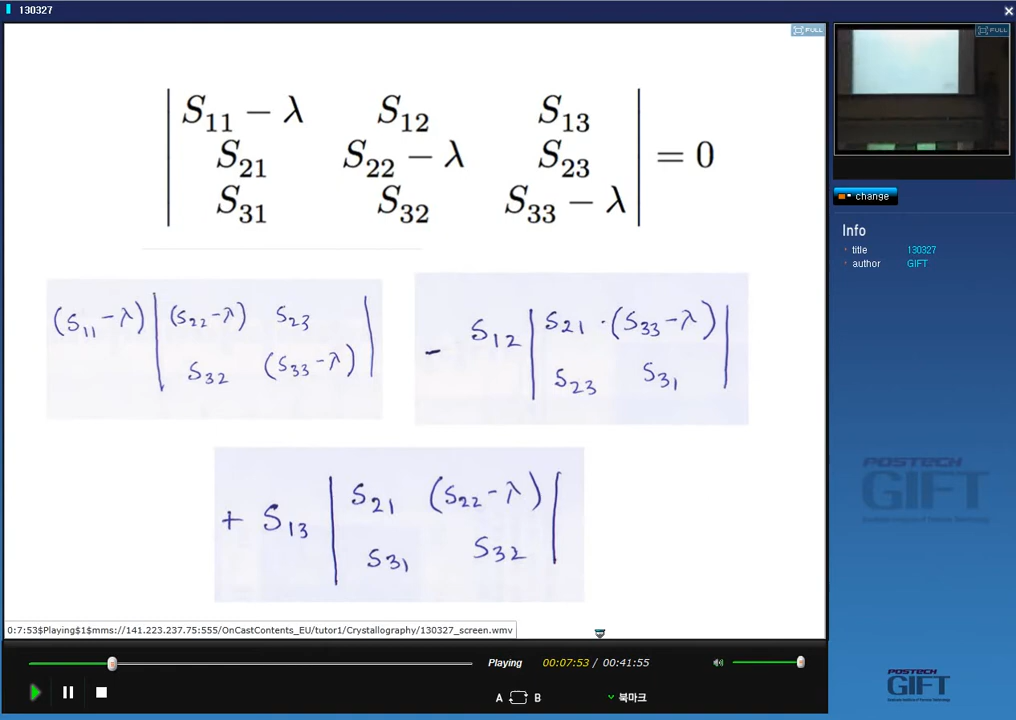 130327
FULL
FULL
S₁₁ − λ S₁₂ S₁₃
S₂₁ S₂₂ − λ S₂₃ = 0
S₃₁ S₃₂ S₃₃ − λ
(S₁₁ − λ) | (S₂₂ − λ) S₂₃ |
S₃₂ (S₃₃ − λ)
− S₁₂ | S₂₁ · (S₃₃ − λ) |
S₂₃ S₃₁
+ S₁₃ | S₂₁ (S₂₂ − λ) |
S₃₁ S₃₂
change
Info
title 130327
author GIFT
POSTECH
GIFT
0:7:53$Playing$1$mms://141.223.237.75:555/OnCastContents_EU/tutor1/Crystallography/130327_screen.wmv
Playing 00:07:53 / 00:41:55
A B 북마크
POSTECH
GIFT